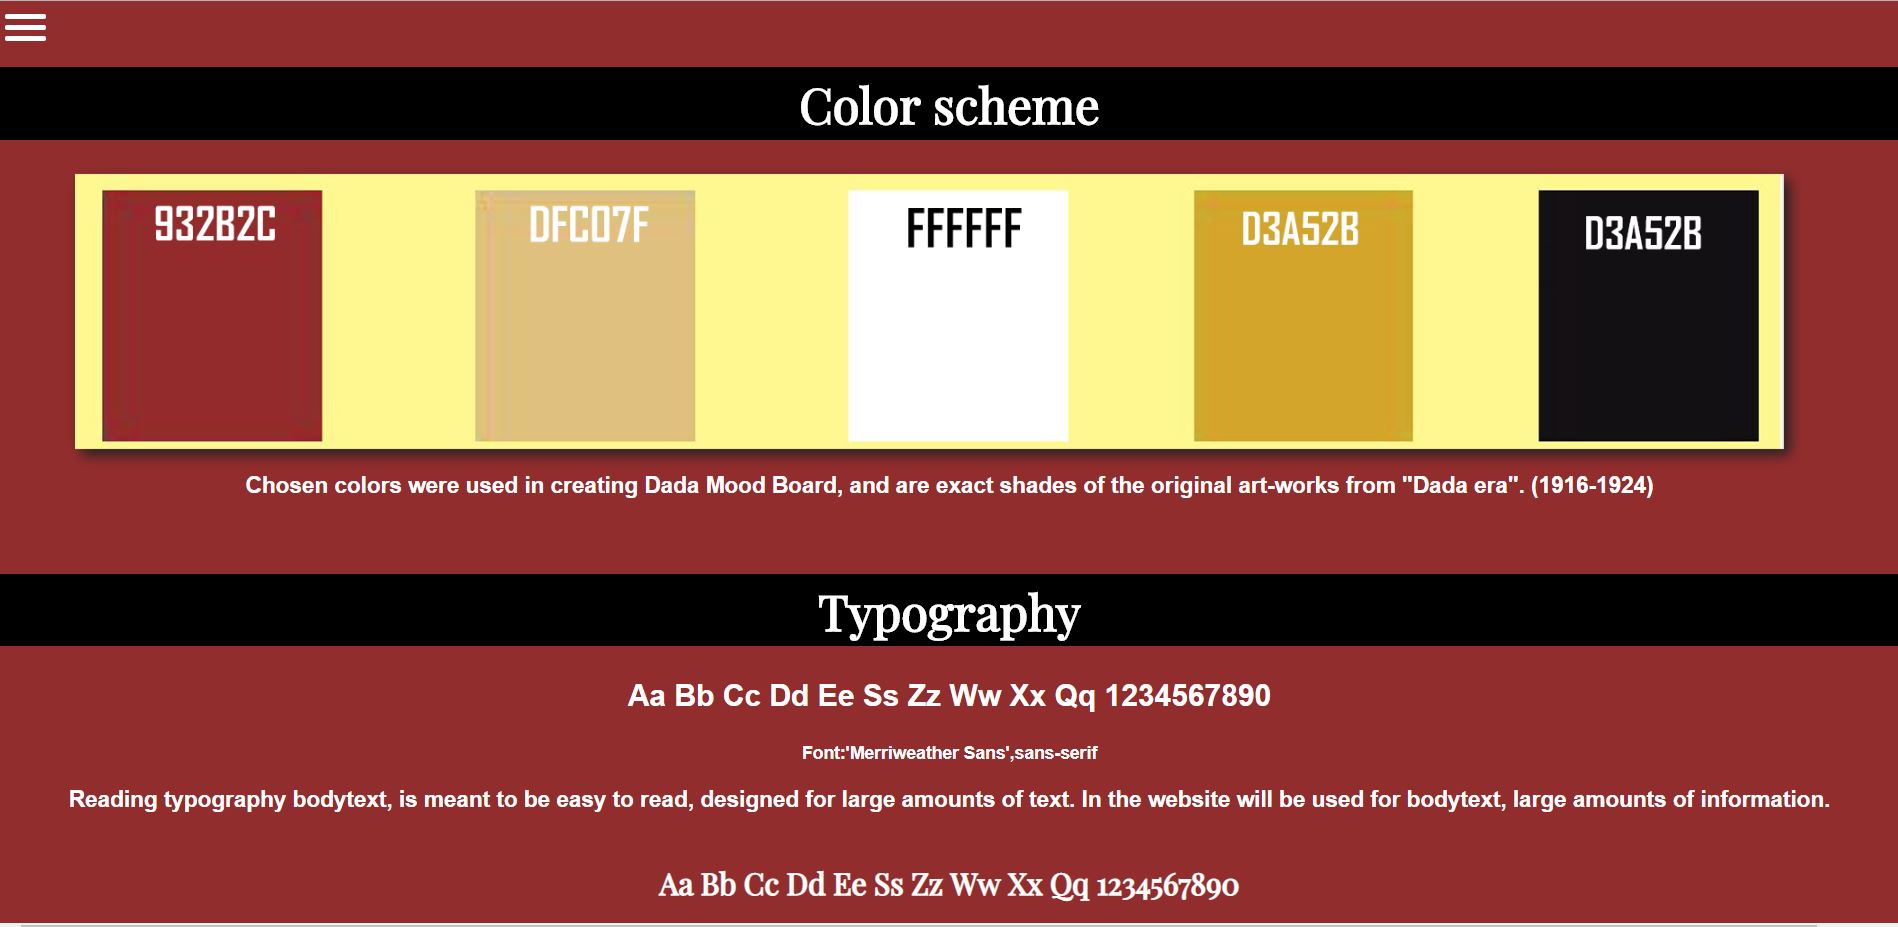 Color scheme
932B2C DFC07F FFFFFF D3A52B D3A52B
Chosen colors were used in creating Dada Mood Board, and are exact shades of the original art-works from "Dada era". (1916-1924)
Typography
Aa Bb Cc Dd Ee Ss Zz Ww Xx Qq 1234567890
Font:'Merriweather Sans',sans-serif
Reading typography bodytext, is meant to be easy to read, designed for large amounts of text. In the website will be used for bodytext, large amounts of information.
Aa Bb Cc Dd Ee Ss Zz Ww Xx Qq 1234567890